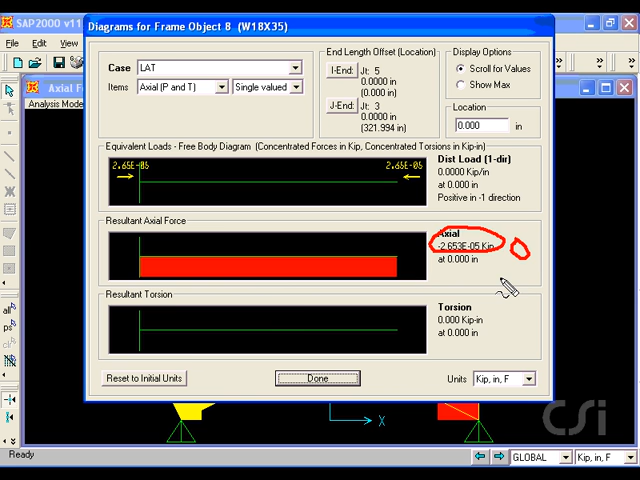 SAP2000 v11
Diagrams for Frame Object 8 (W18X35)
File Edit
Case LAT
Items Axial (P and T) Single valued
End Length Offset (Location)
I-End: Jt: 5
0.0000 in
(0.000 in)
J-End: Jt: 3
0.0000 in
(321.994 in)
Display Options
Scroll for Values
Show Max
Location
0.000 in
Axial F
Analysis Mode
Equivalent Loads - Free Body Diagram (Concentrated Forces in Kip, Concentrated Torsions in Kip-in)
2.65E-05 2.65E-05
Dist Load (1-dir)
0.0000 Kip/in
at 0.000 in
Positive in -1 direction
Resultant Axial Force
Axial
-2.653E-05 Kip
at 0.000 in
Resultant Torsion
Torsion
0.000 Kip-in
at 0.000 in
all
ps
clr
Reset to Initial Units Done Units Kip, in, F
X
CSi
Ready GLOBAL Kip, in, F